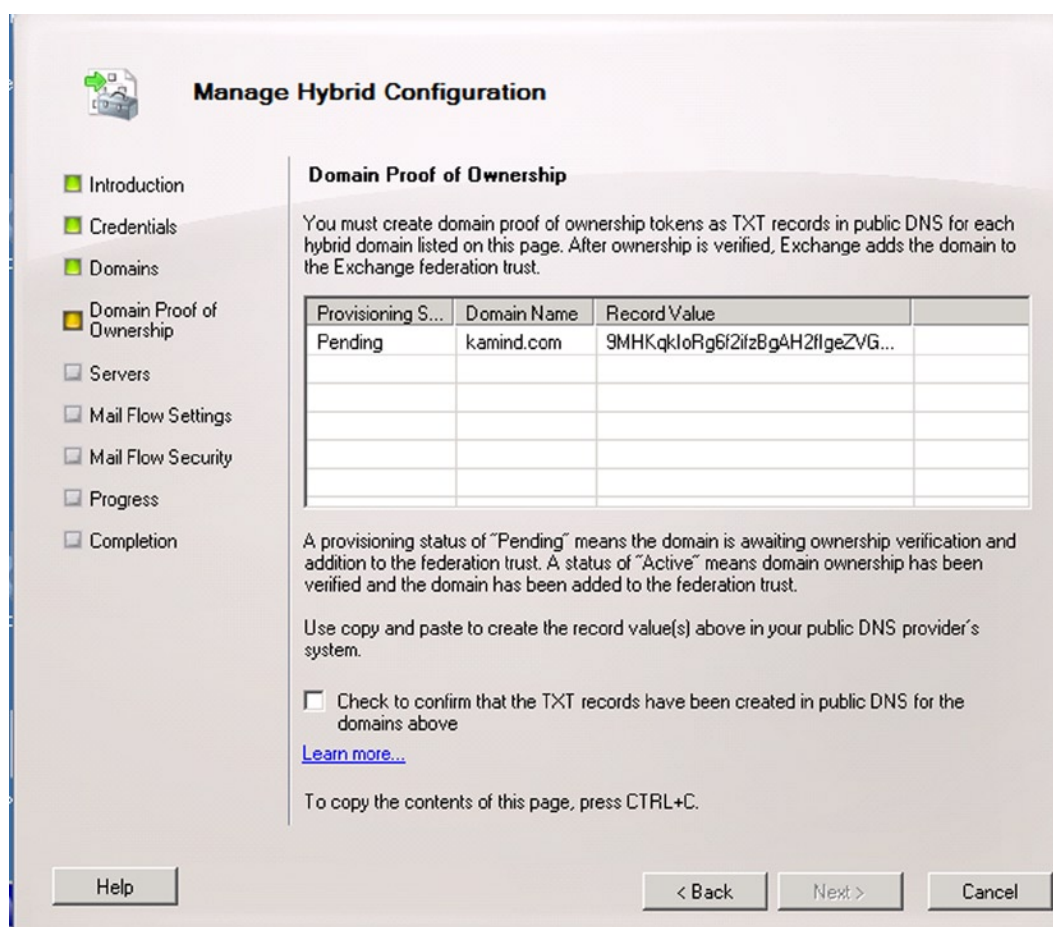 Manage Hybrid Configuration
Introduction
Credentials
Domains
Domain Proof of
Ownership
Servers
Mail Flow Settings
Mail Flow Security
Progress
Completion
Domain Proof of Ownership
You must create domain proof of ownership tokens as TXT records in public DNS for each
hybrid domain listed on this page. After ownership is verified, Exchange adds the domain to
the Exchange federation trust.
Provisioning S... Domain Name Record Value
Pending kamind.com 9MHKqkIoRg6f2ifzBgAH2fIgeZVG...
A provisioning status of "Pending" means the domain is awaiting ownership verification and
addition to the federation trust. A status of "Active" means domain ownership has been
verified and the domain has been added to the federation trust.
Use copy and paste to create the record value(s) above in your public DNS provider's
system.
Check to confirm that the TXT records have been created in public DNS for the
domains above
Learn more...
To copy the contents of this page, press CTRL+C.
Help
< Back
Next >
Cancel